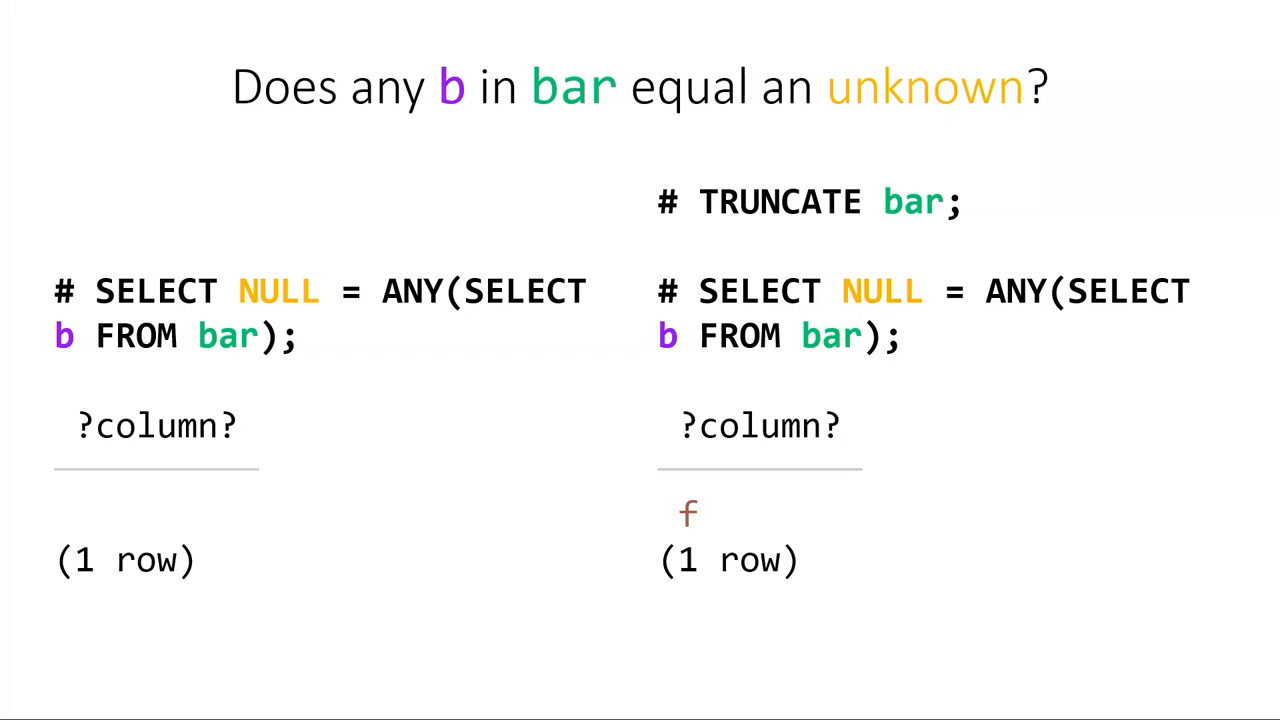 Does any b in bar equal an unknown?
# SELECT NULL = ANY(SELECT
b FROM bar);
?column?
(1 row)
# TRUNCATE bar;
# SELECT NULL = ANY(SELECT
b FROM bar);
?column?
f
(1 row)